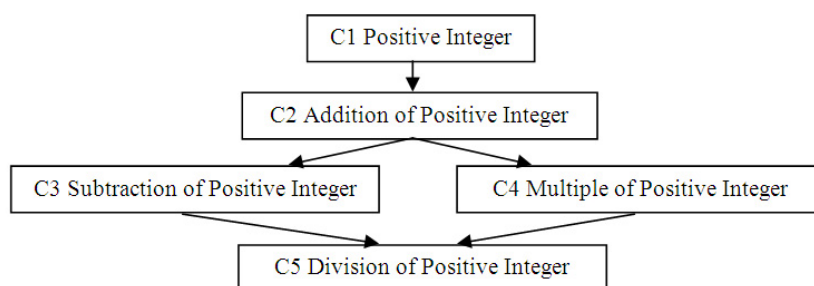 C1 Positive Integer
C2 Addition of Positive Integer
C3 Subtraction of Positive Integer
C4 Multiple of Positive Integer
C5 Division of Positive Integer